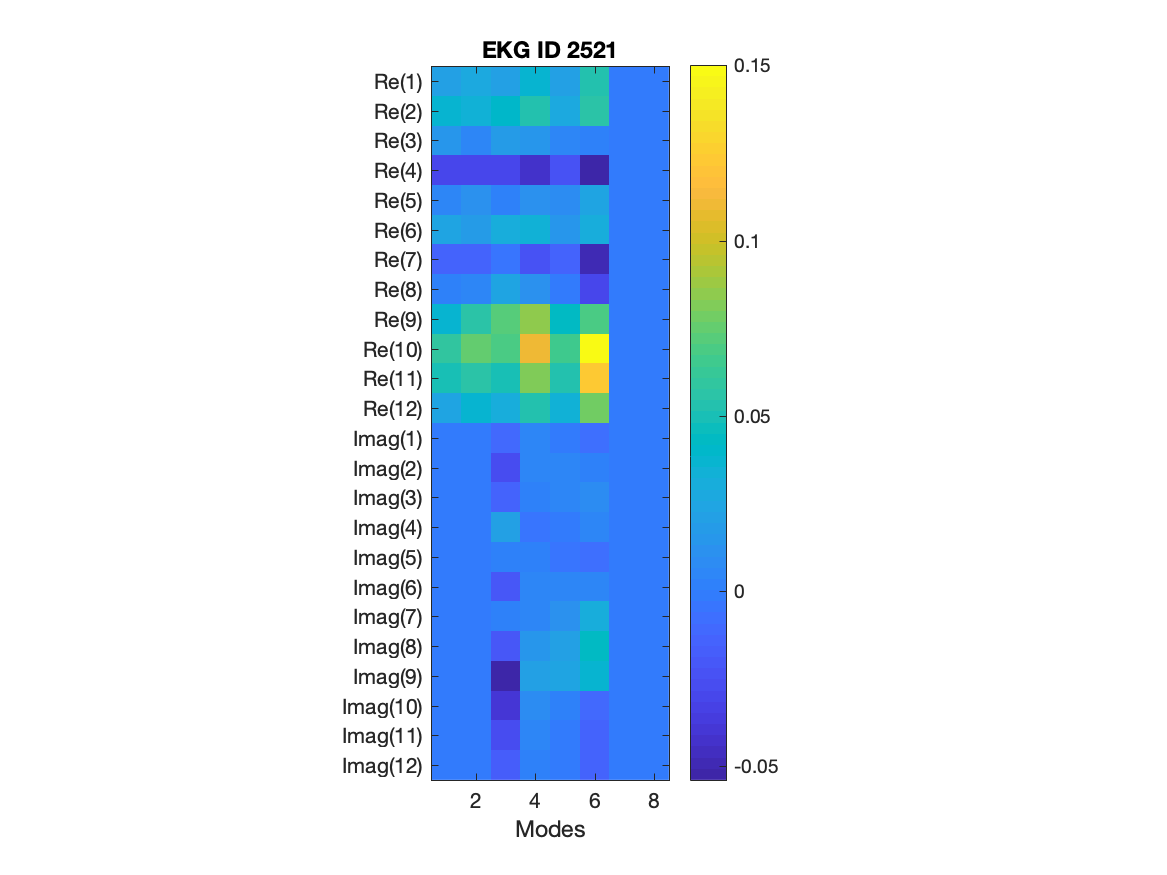 EKG ID 2521
Re(1)
Re(2)
Re(3)
Re(4)
Re(5)
Re(6)
Re(7)
Re(8)
Re(9)
Re(10)
Re(11)
Re(12)
Imag(1)
Imag(2)
Imag(3)
Imag(4)
Imag(5)
Imag(6)
Imag(7)
Imag(8)
Imag(9)
Imag(10)
Imag(11)
Imag(12)
2 4 6 8
Modes
0.15
0.1
0.05
0
-0.05